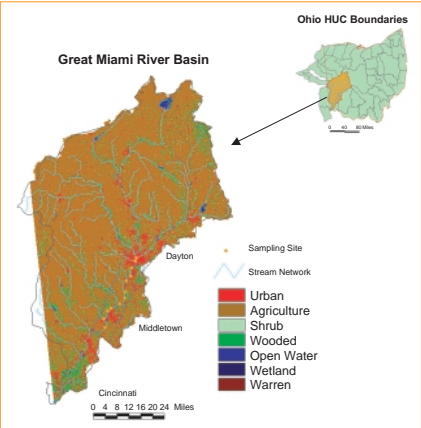 Ohio HUC Boundaries
0 40 80 Miles
Great Miami River Basin
Dayton
Middletown
Cincinnati
0 4 8 12 16 20 24 Miles
Sampling Site
Stream Network
Urban
Agriculture
Shrub
Wooded
Open Water
Wetland
Warren